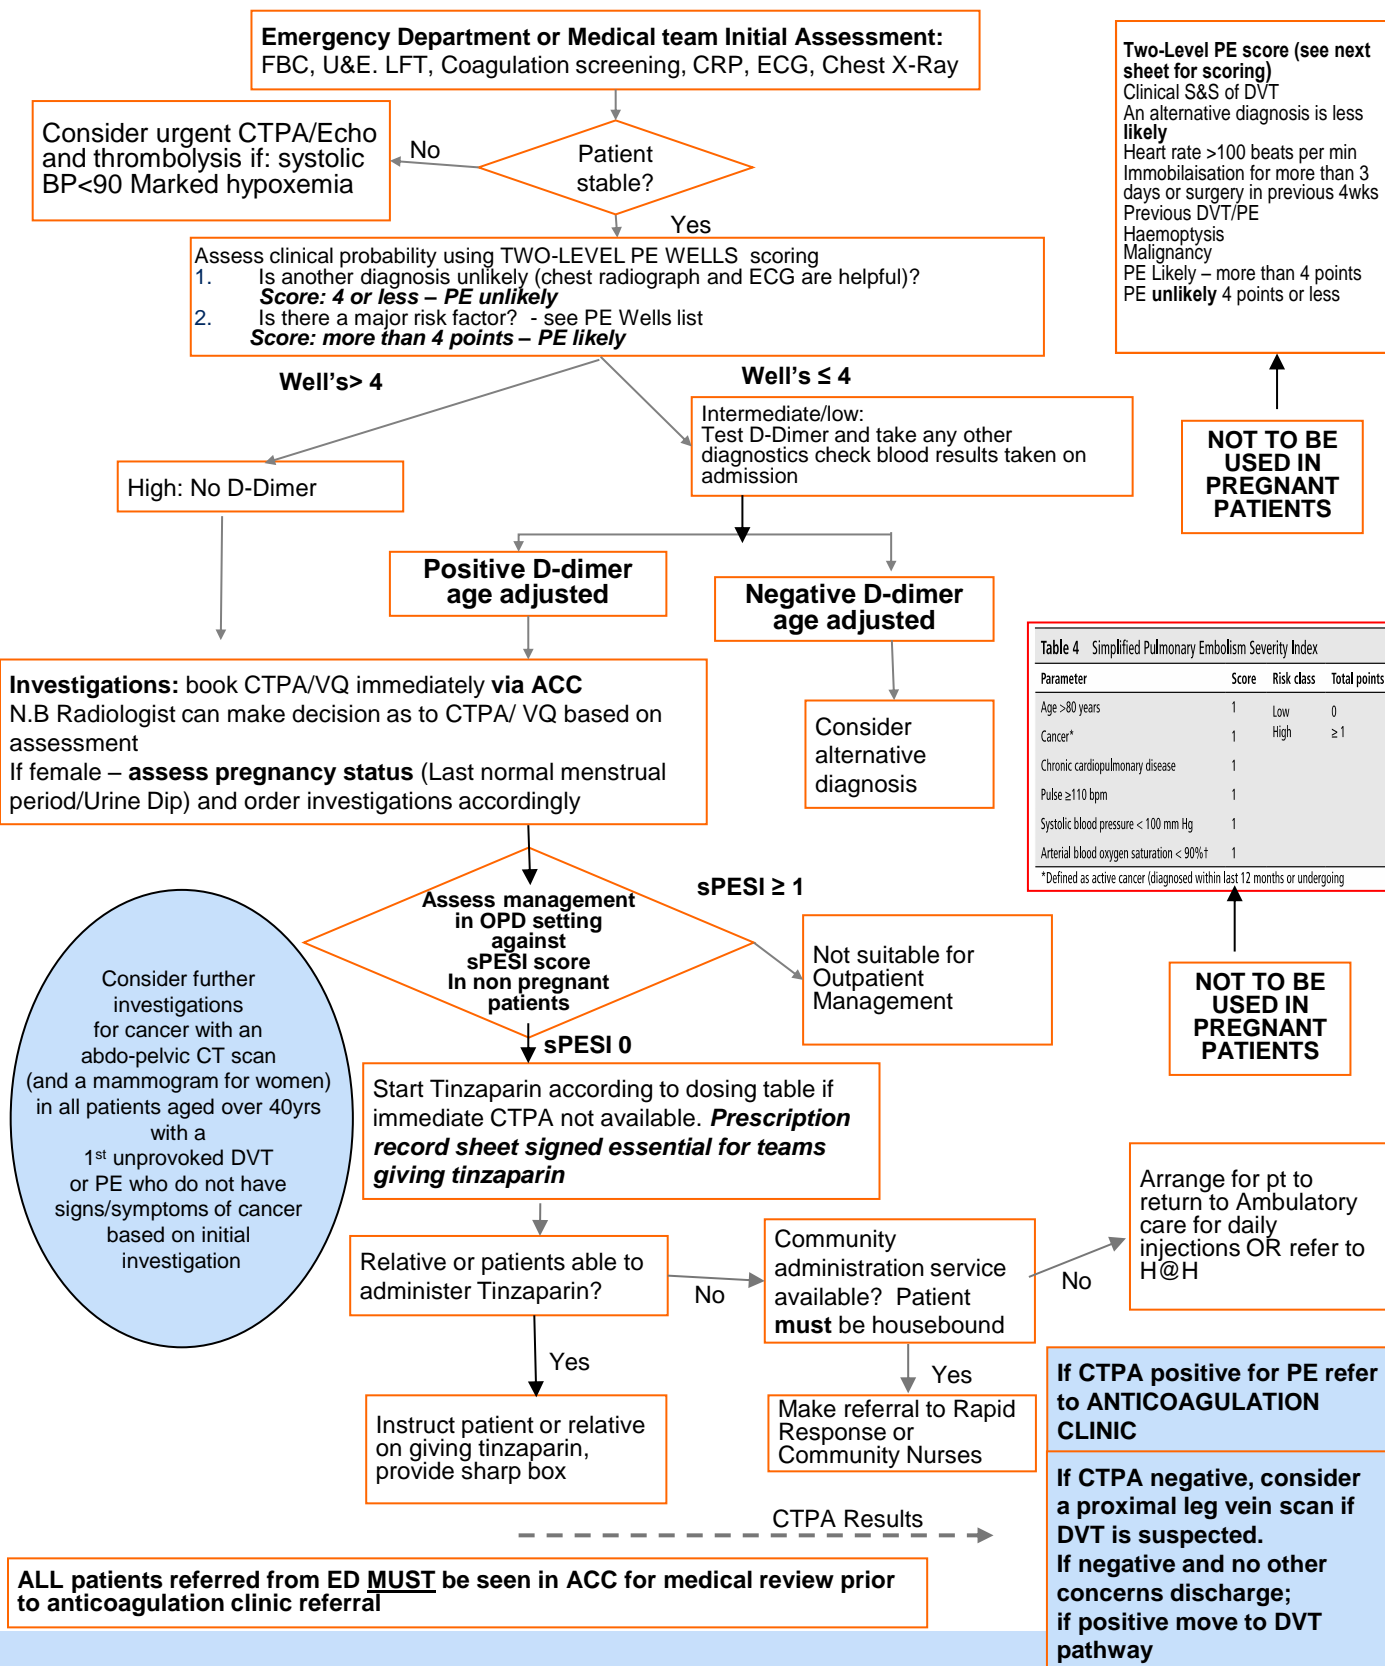 Emergency Department or Medical team Initial Assessment:
FBC, U&E. LFT, Coagulation screening, CRP, ECG, Chest X-Ray
Two-Level PE score (see next
sheet for scoring)
Clinical S&S of DVT
An alternative diagnosis is less
likely
Heart rate >100 beats per min
Immobilaisation for more than 3
days or surgery in previous 4wks
Previous DVT/PE
Haemoptysis
Malignancy
PE Likely – more than 4 points
PE unlikely 4 points or less
Consider urgent CTPA/Echo
and thrombolysis if: systolic
BP<90 Marked hypoxemia
No
Patient
stable?
Yes
Assess clinical probability using TWO-LEVEL PE WELLS scoring
1. Is another diagnosis unlikely (chest radiograph and ECG are helpful)?
Score: 4 or less – PE unlikely
2. Is there a major risk factor? - see PE Wells list
Score: more than 4 points – PE likely
Well's> 4
Well's ≤ 4
Intermediate/low:
Test D-Dimer and take any other
diagnostics check blood results taken on
admission
NOT TO BE
USED IN
PREGNANT
PATIENTS
High: No D-Dimer
Positive D-dimer
age adjusted
Negative D-dimer
age adjusted
Investigations: book CTPA/VQ immediately via ACC
N.B Radiologist can make decision as to CTPA/ VQ based on
assessment
If female – assess pregnancy status (Last normal menstrual
period/Urine Dip) and order investigations accordingly
Consider
alternative
diagnosis
Table 4 Simplified Pulmonary Embolism Severity Index
Parameter Score Risk class Total points
Age >80 years 1 Low 0
Cancer* 1 High ≥ 1
Chronic cardiopulmonary disease 1
Pulse ≥110 bpm 1
Systolic blood pressure < 100 mm Hg 1
Arterial blood oxygen saturation < 90%† 1
*Defined as active cancer (diagnosed within last 12 months or undergoing
NOT TO BE
USED IN
PREGNANT
PATIENTS
Assess management
in OPD setting
against
sPESI score
In non pregnant
patients
sPESI ≥ 1
Not suitable for
Outpatient
Management
sPESI 0
Consider further
investigations
for cancer with an
abdo-pelvic CT scan
(and a mammogram for women)
in all patients aged over 40yrs
with a
1st unprovoked DVT
or PE who do not have
signs/symptoms of cancer
based on initial
investigation
Start Tinzaparin according to dosing table if
immediate CTPA not available. Prescription
record sheet signed essential for teams
giving tinzaparin
Relative or patients able to
administer Tinzaparin?
No
Community
administration service
available? Patient
must be housebound
No
Arrange for pt to
return to Ambulatory
care for daily
injections OR refer to
H@H
Yes
Instruct patient or relative
on giving tinzaparin,
provide sharp box
Yes
Make referral to Rapid
Response or
Community Nurses
If CTPA positive for PE refer
to ANTICOAGULATION
CLINIC
CTPA Results
If CTPA negative, consider
a proximal leg vein scan if
DVT is suspected.
If negative and no other
concerns discharge;
if positive move to DVT
pathway
ALL patients referred from ED MUST be seen in ACC for medical review prior
to anticoagulation clinic referral